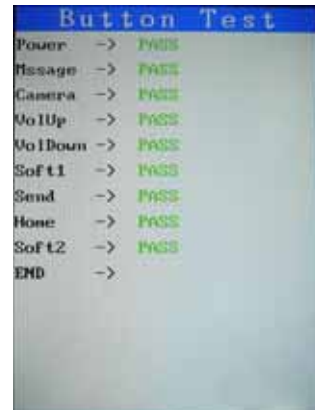 Button Test
Power -> PASS
Mssage -> PASS
Camera -> PASS
VolUp -> PASS
VolDown -> PASS
Soft1 -> PASS
Send -> PASS
Home -> PASS
Soft2 -> PASS
END ->